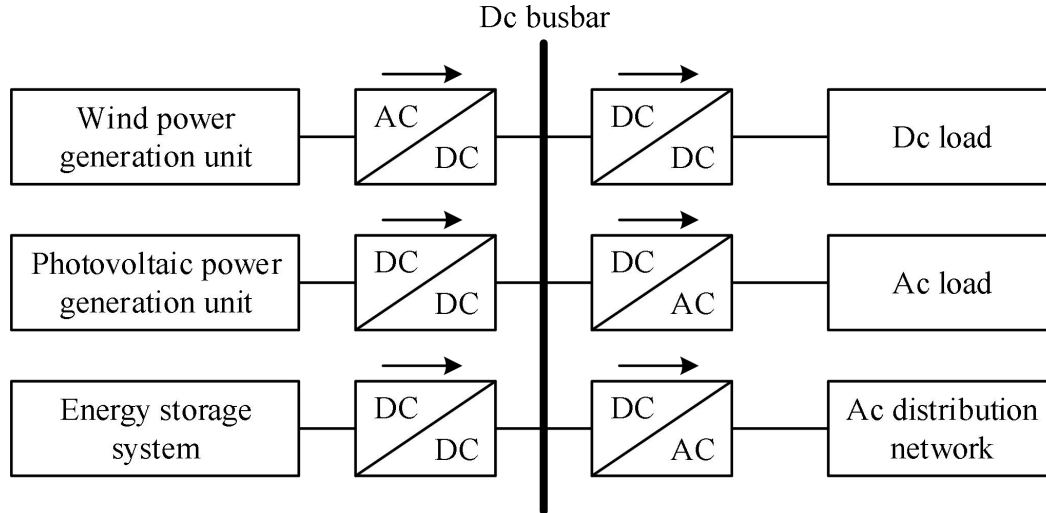 Dc busbar
Wind power
generation unit
AC
DC
DC
DC
Dc load
Photovoltaic power
generation unit
DC
DC
DC
AC
Ac load
Energy storage
system
DC
DC
DC
AC
Ac distribution
network